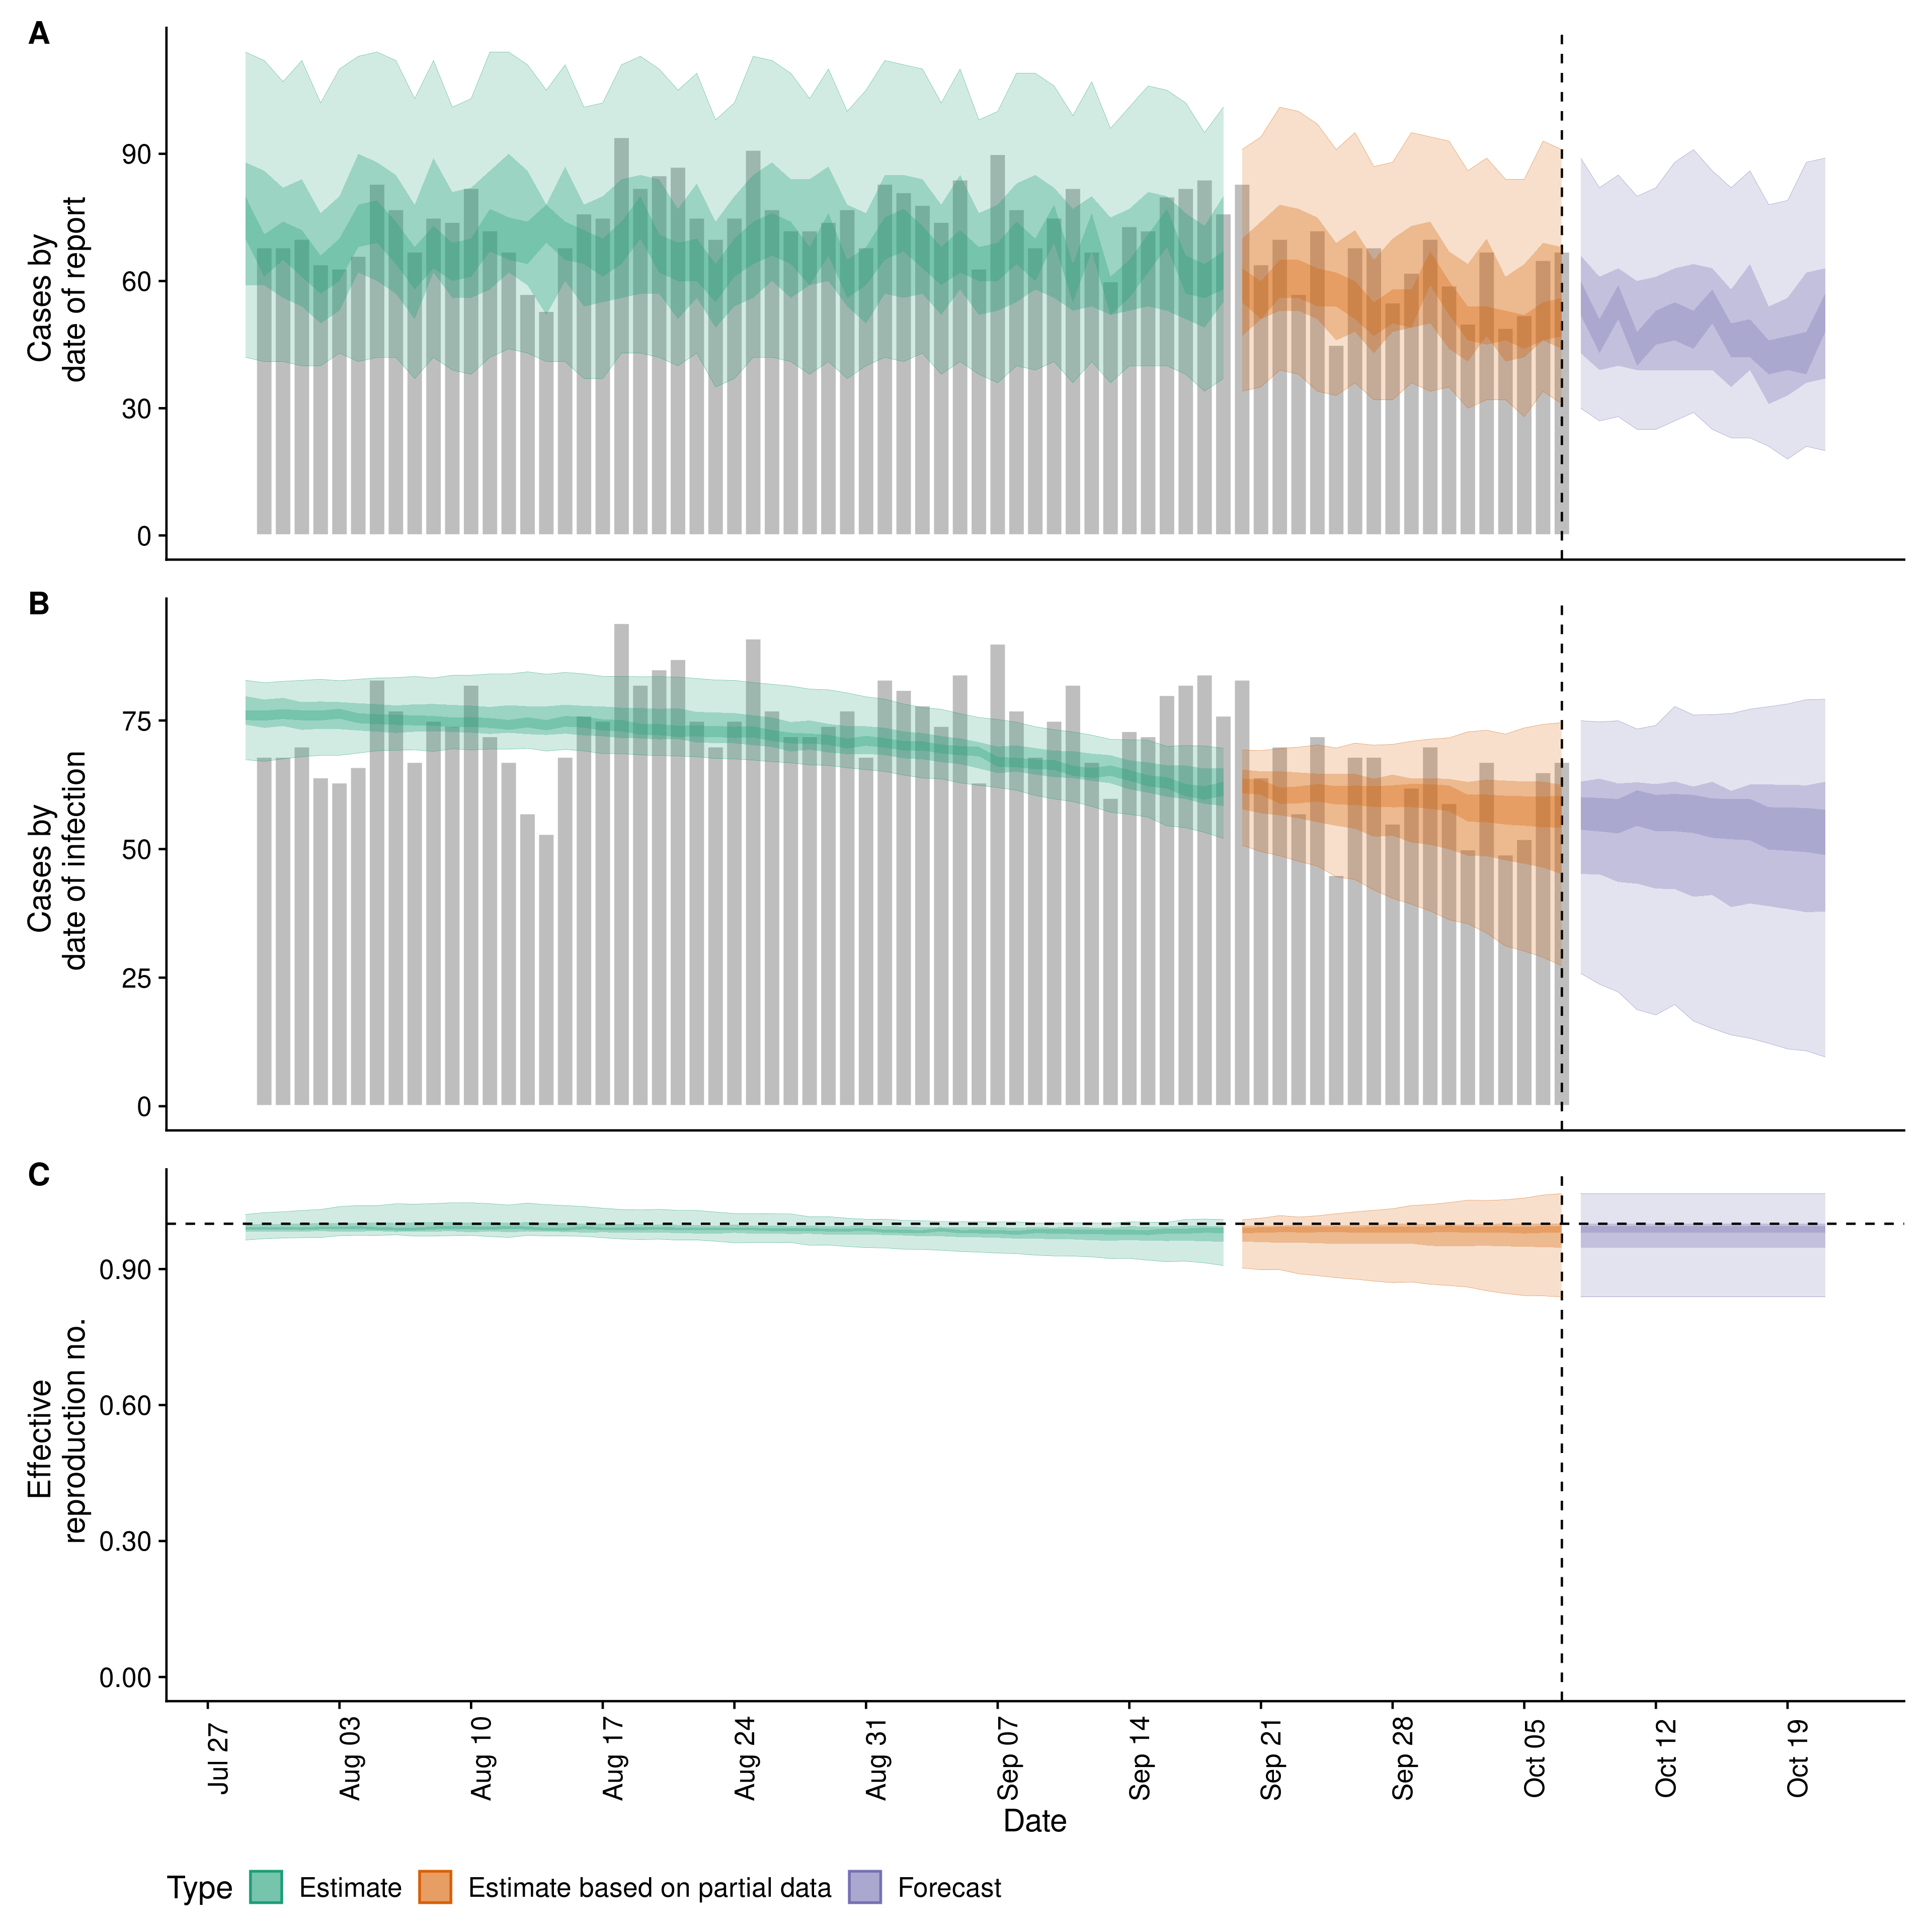 A
Cases by
date of report
90
60
30
0
B
Cases by
date of infection
75
50
25
0
C
Effective
reproduction no.
0.90
0.60
0.30
0.00
Jul 27
Aug 03
Aug 10
Aug 17
Aug 24
Aug 31
Sep 07
Sep 14
Sep 21
Sep 28
Oct 05
Oct 12
Oct 19
Date
Type Estimate Estimate based on partial data Forecast